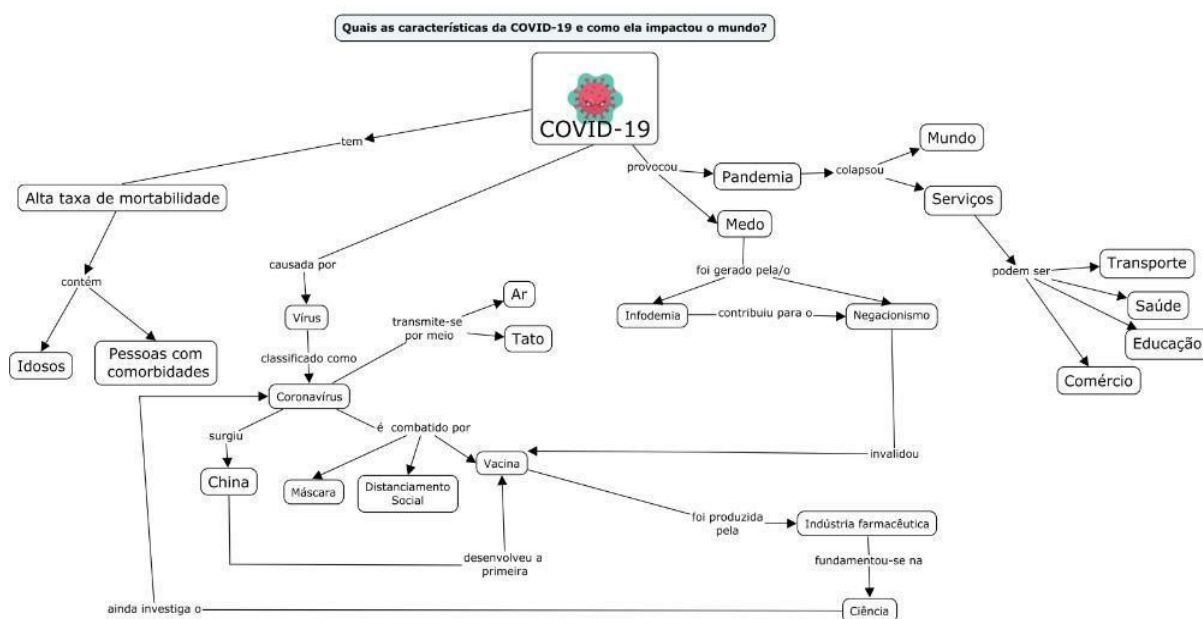 Quais as características da COVID-19 e como ela impactou o mundo?
COVID-19
tem
Alta taxa de mortabilidade
contém
Idosos
Pessoas com
comorbidades
causada por
Vírus
classificado como
Coronavírus
transmite-se
por meio
Ar
Tato
surgiu
China
é combatido por
Máscara
Distanciamento
Social
Vacina
desenvolveu a
primeira
provocou
Pandemia
colapsou
Mundo
Serviços
podem ser
Transporte
Saúde
Educação
Comércio
Medo
foi gerado pela/o
Infodemia
contribuiu para o
Negacionismo
invalidou
foi produzida
pela
Indústria farmacêutica
fundamentou-se na
Ciência
ainda investiga o